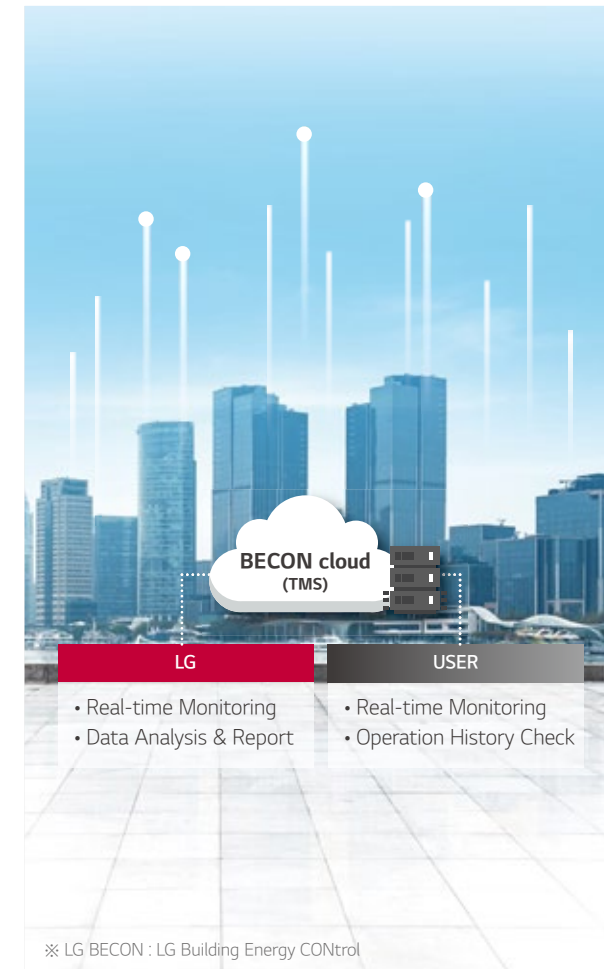 BECON cloud
(TMS)
LG
• Real-time Monitoring
• Data Analysis & Report
USER
• Real-time Monitoring
• Operation History Check
※ LG BECON : LG Building Energy CONtrol